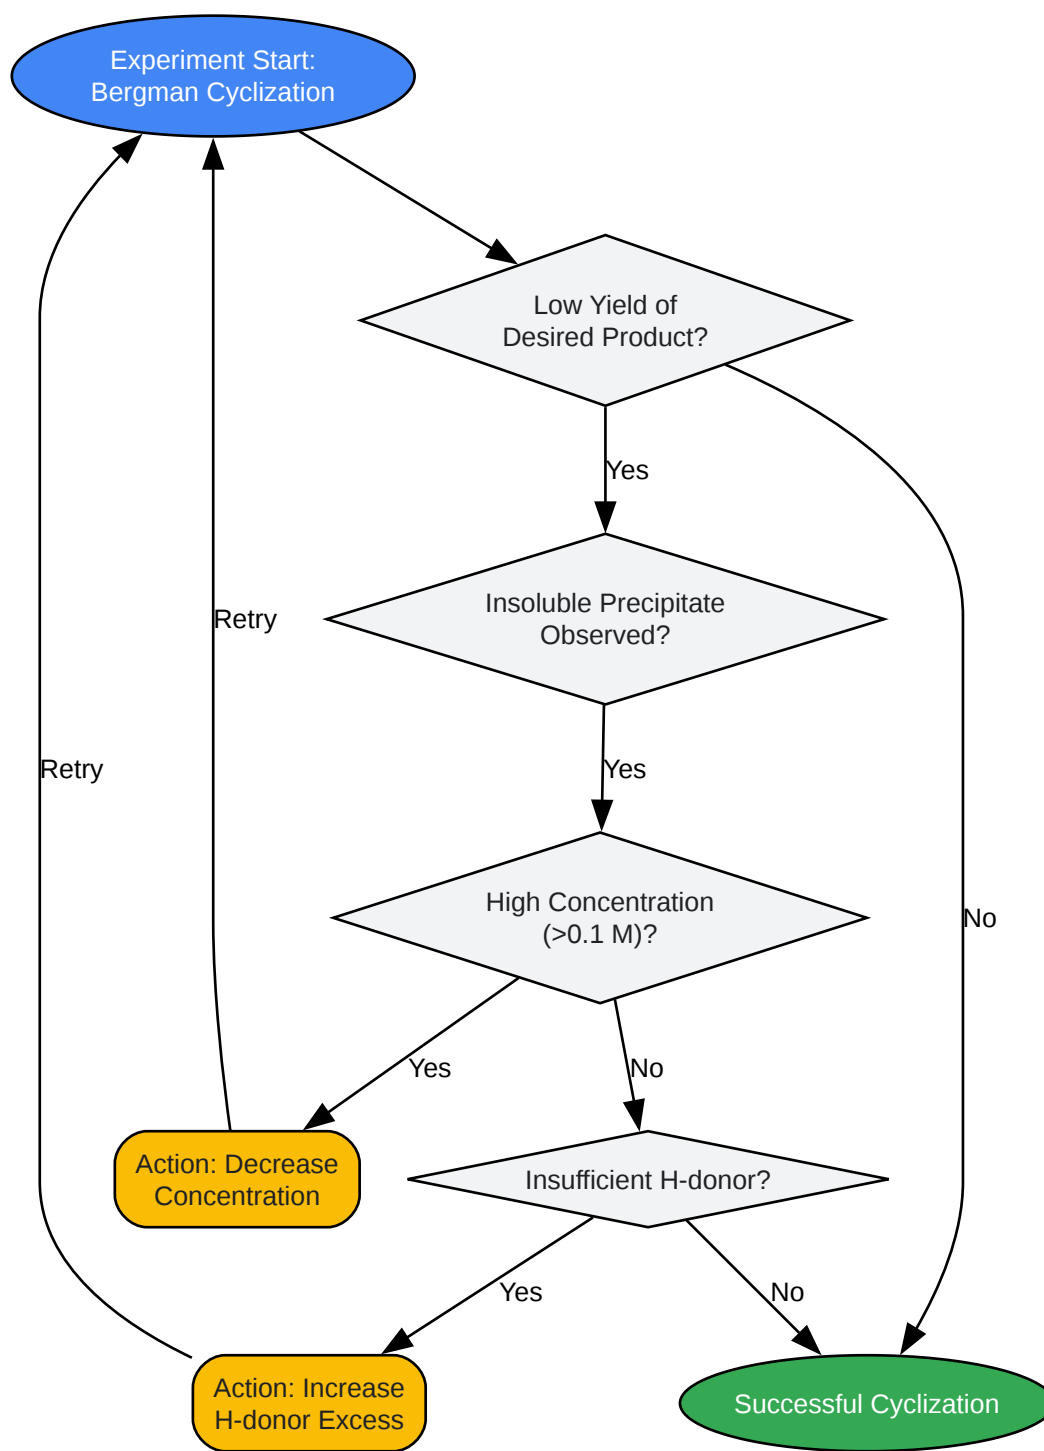 Experiment Start:
Bergman Cyclization
Low Yield of
Desired Product?
Yes
Insoluble Precipitate
Observed?
Retry
Retry
Yes
High Concentration
(>0.1 M)?
No
Yes
No
Action: Decrease
Concentration
Insufficient H-donor?
Yes
No
Action: Increase
H-donor Excess
Successful Cyclization